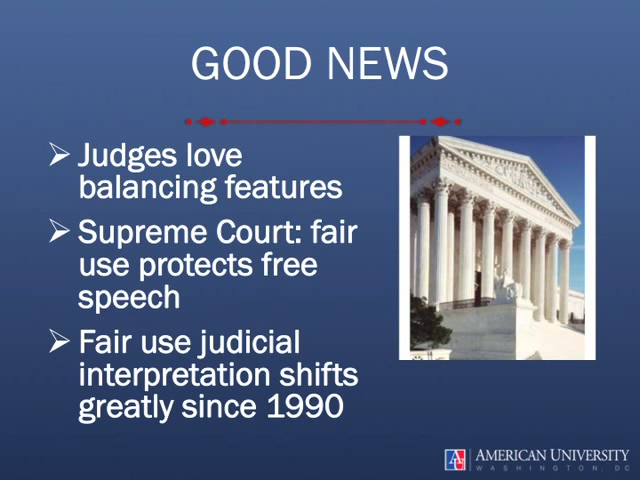 GOOD NEWS
Judges love
balancing features
Supreme Court: fair
use protects free
speech
Fair use judicial
interpretation shifts
greatly since 1990
AMERICAN UNIVERSITY
WASHINGTON, DC